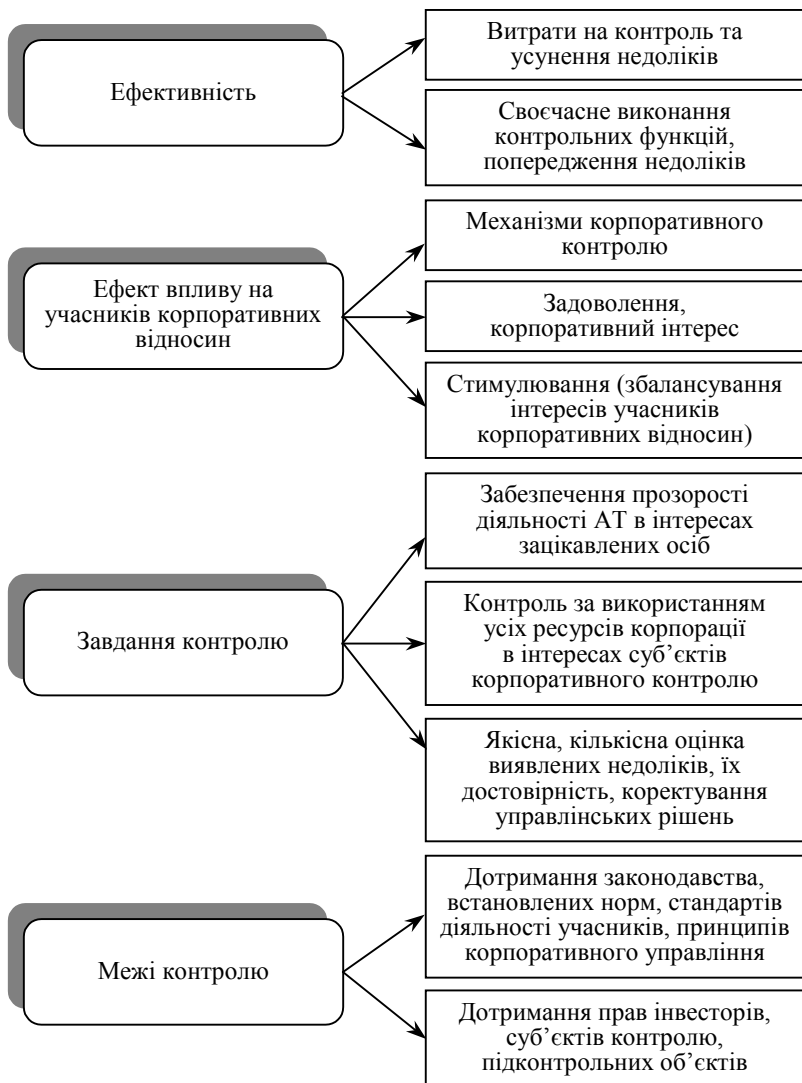 Ефективність
Витрати на контроль та
усунення недоліків
Своєчасне виконання
контрольних функцій,
попередження недоліків
Ефект впливу на
учасників корпоративних
відносин
Механізми корпоративного
контролю
Задоволення,
корпоративний інтерес
Стимулювання (збалансування
інтересів учасників
корпоративних відносин)
Завдання контролю
Забезпечення прозорості
діяльності АТ в інтересах
зацікавлених осіб
Контроль за використанням
усіх ресурсів корпорації
в інтересах суб’єктів
корпоративного контролю
Якісна, кількісна оцінка
виявлених недоліків, їх
достовірність, коректування
управлінських рішень
Межі контролю
Дотримання законодавства,
встановлених норм, стандартів
діяльності учасників, принципів
корпоративного управління
Дотримання прав інвесторів,
суб’єктів контролю,
підконтрольних об’єктів